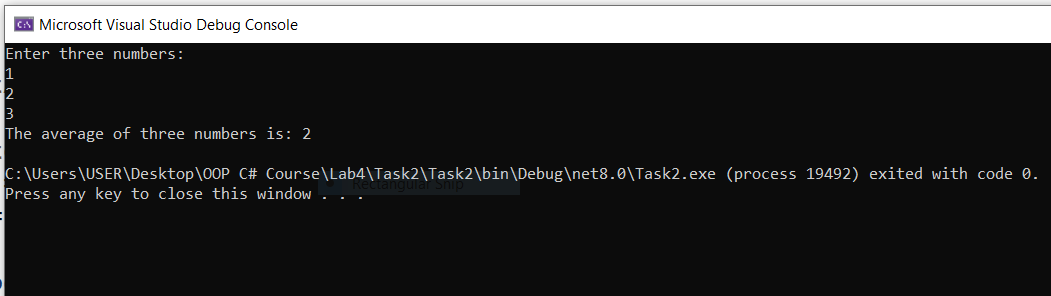 C:\
Microsoft Visual Studio Debug Console
Enter three numbers:
1
2
3
The average of three numbers is: 2
C:\Users\USER\Desktop\OOP C# Course\Lab4\Task2\Task2\bin\Debug\net8.0\Task2.exe (process 19492) exited with code 0.
Rectangular Snip
Press any key to close this window . . .